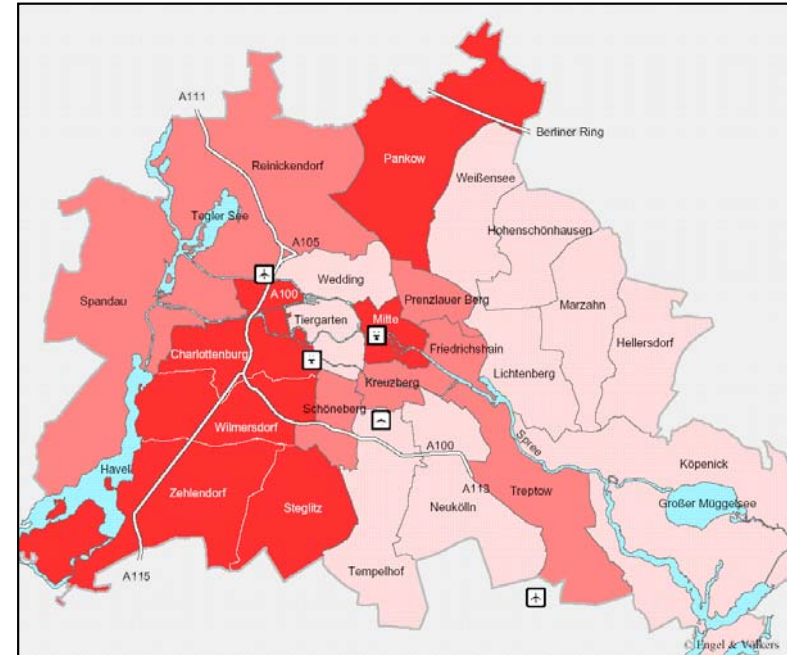 A111
Berliner Ring
Pankow
Reinickendorf
Weißensee
Tegler See
Hohenschönhausen
A105
Wedding
Spandau
A100
Prenzlauer Berg
Marzahn
Tiergarten
Mitte
Hellersdorf
Charlottenburg
Friedrichshain
Lichtenberg
Kreuzberg
Schöneberg
Wilmersdorf
A100
Spree
Havel
Köpenick
Zehlendorf
Steglitz
A113
Treptow
Neukölln
Großer Müggelsee
A115
Tempelhof
© Engel & Völkers